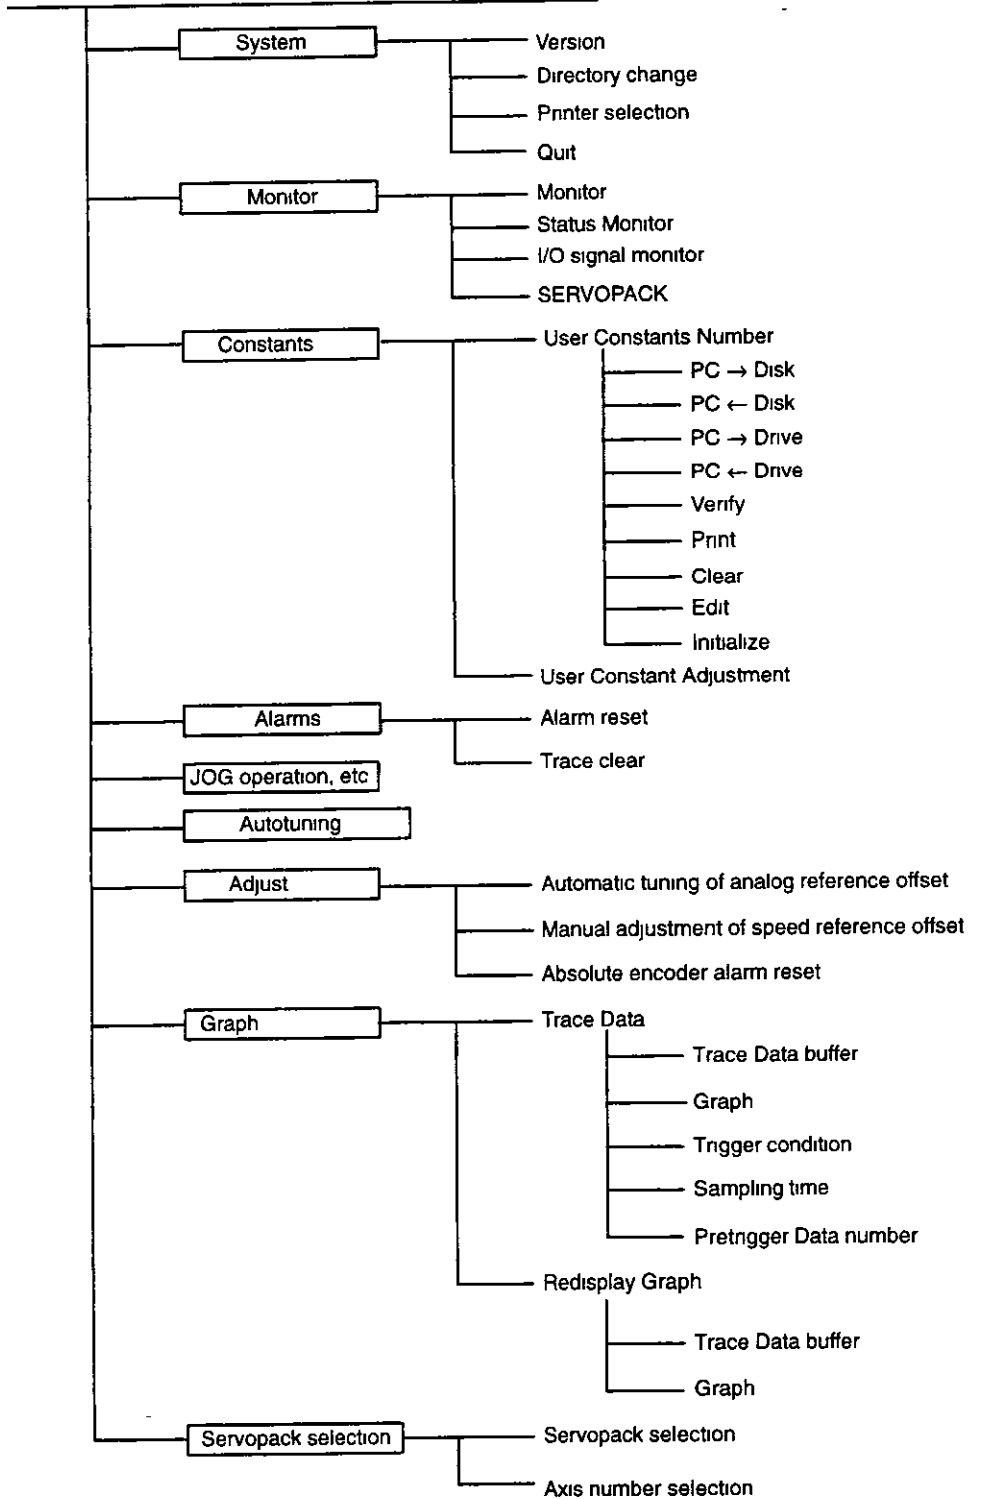 System
Version
Directory change
Printer selection
Quit
Monitor
Monitor
Status Monitor
I/O signal monitor
SERVOPACK
Constants
User Constants Number
PC → Disk
PC ← Disk
PC → Drive
PC ← Drive
Verify
Print
Clear
Edit
Initialize
User Constant Adjustment
Alarms
Alarm reset
Trace clear
JOG operation, etc
Autotuning
Adjust
Automatic tuning of analog reference offset
Manual adjustment of speed reference offset
Absolute encoder alarm reset
Graph
Trace Data
Trace Data buffer
Graph
Trigger condition
Sampling time
Pretrigger Data number
Redisplay Graph
Trace Data buffer
Graph
Servopack selection
Servopack selection
Axis number selection